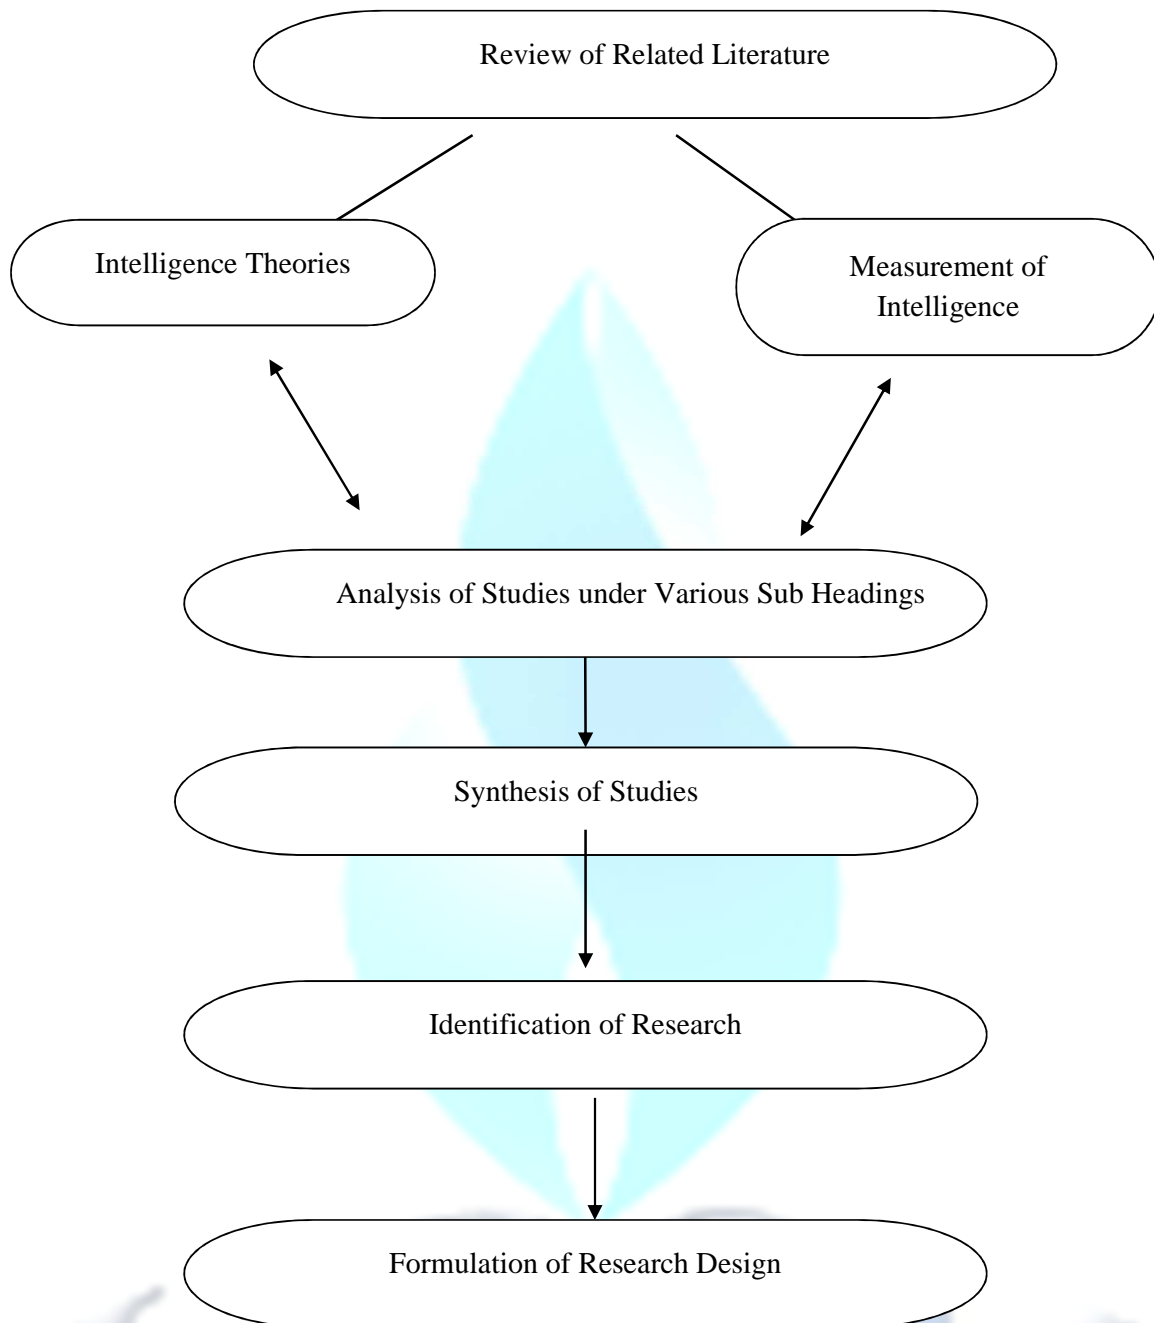 Review of Related Literature
Intelligence Theories
Measurement of
Intelligence
Analysis of Studies under Various Sub Headings
Synthesis of Studies
Identification of Research
Formulation of Research Design